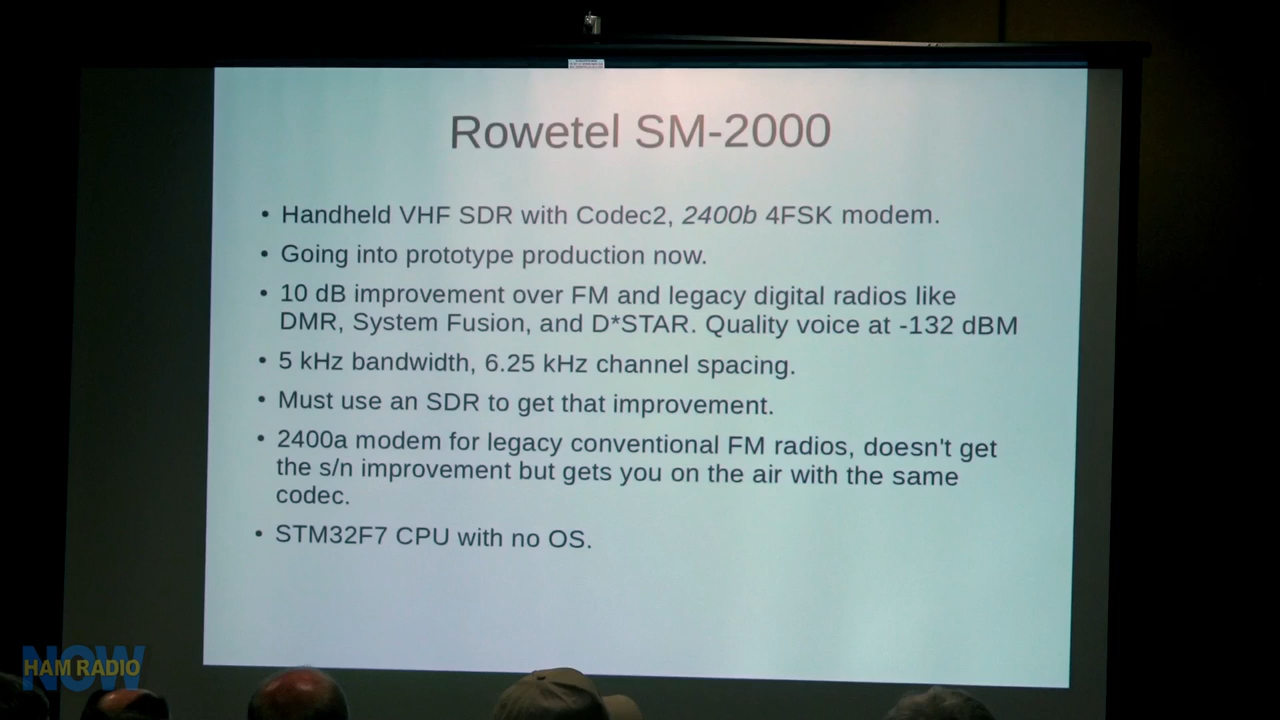 Rowetel SM-2000
• Handheld VHF SDR with Codec2, 2400b 4FSK modem.
• Going into prototype production now.
• 10 dB improvement over FM and legacy digital radios like
DMR, System Fusion, and D*STAR. Quality voice at -132 dBM
• 5 kHz bandwidth, 6.25 kHz channel spacing.
• Must use an SDR to get that improvement.
• 2400a modem for legacy conventional FM radios, doesn't get
the s/n improvement but gets you on the air with the same
codec.
• STM32F7 CPU with no OS.
HAM RADIO
NOW